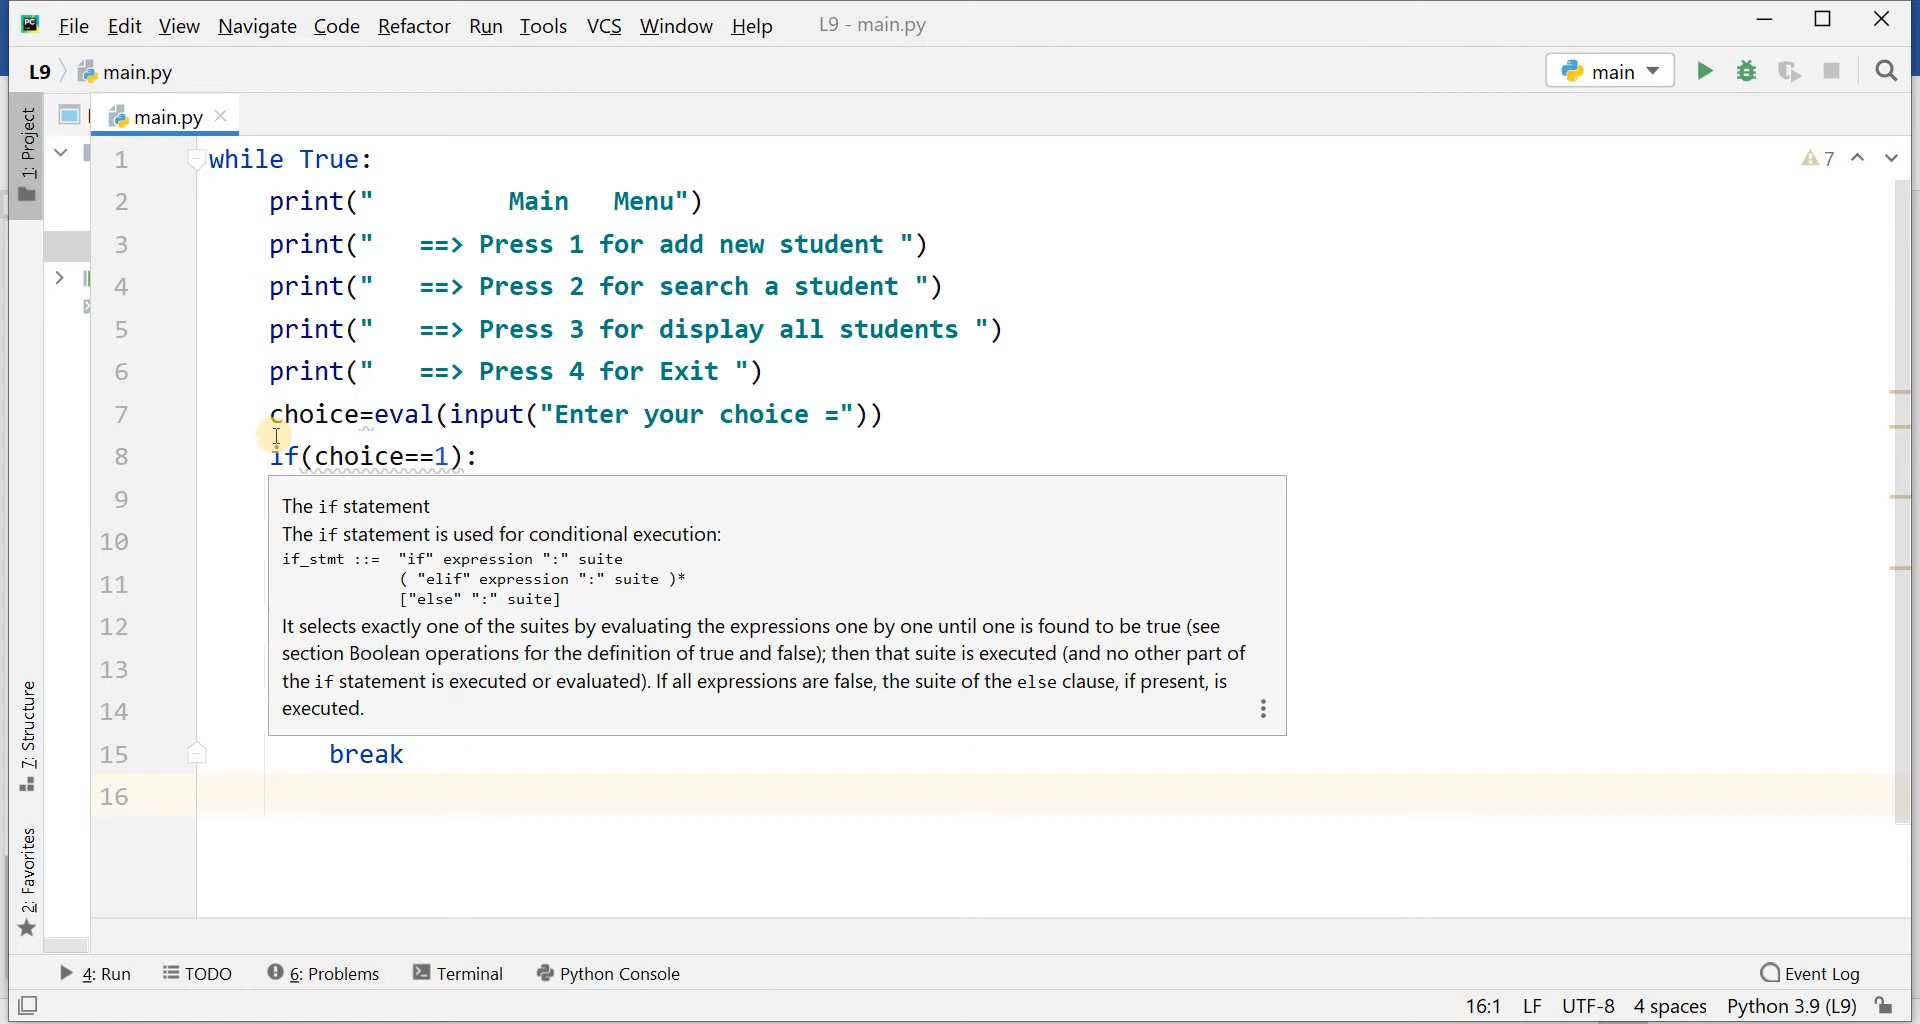 File Edit View Navigate Code Refactor Run Tools VCS Window Help L9 - main.py
L9 main.py main
1: Project
main.py
1 while True:
7
2 print("         Main   Menu")
3 print("   ==> Press 1 for add new student ")
4 print("   ==> Press 2 for search a student ")
5 print("   ==> Press 3 for display all students ")
6 print("   ==> Press 4 for Exit ")
7 choice=eval(input("Enter your choice ="))
8 if(choice==1):
9
The if statement
The if statement is used for conditional execution:
10
if_stmt ::=  "if" expression ":" suite
11
( "elif" expression ":" suite )*
["else" ":" suite]
12
It selects exactly one of the suites by evaluating the expressions one by one until one is found to be true (see
13
section Boolean operations for the definition of true and false); then that suite is executed (and no other part of
the if statement is executed or evaluated). If all expressions are false, the suite of the else clause, if present, is
14
executed.
7: Structure
15 break
16
2: Favorites
4: Run TODO 6: Problems Terminal Python Console Event Log
16:1 LF UTF-8 4 spaces Python 3.9 (L9)